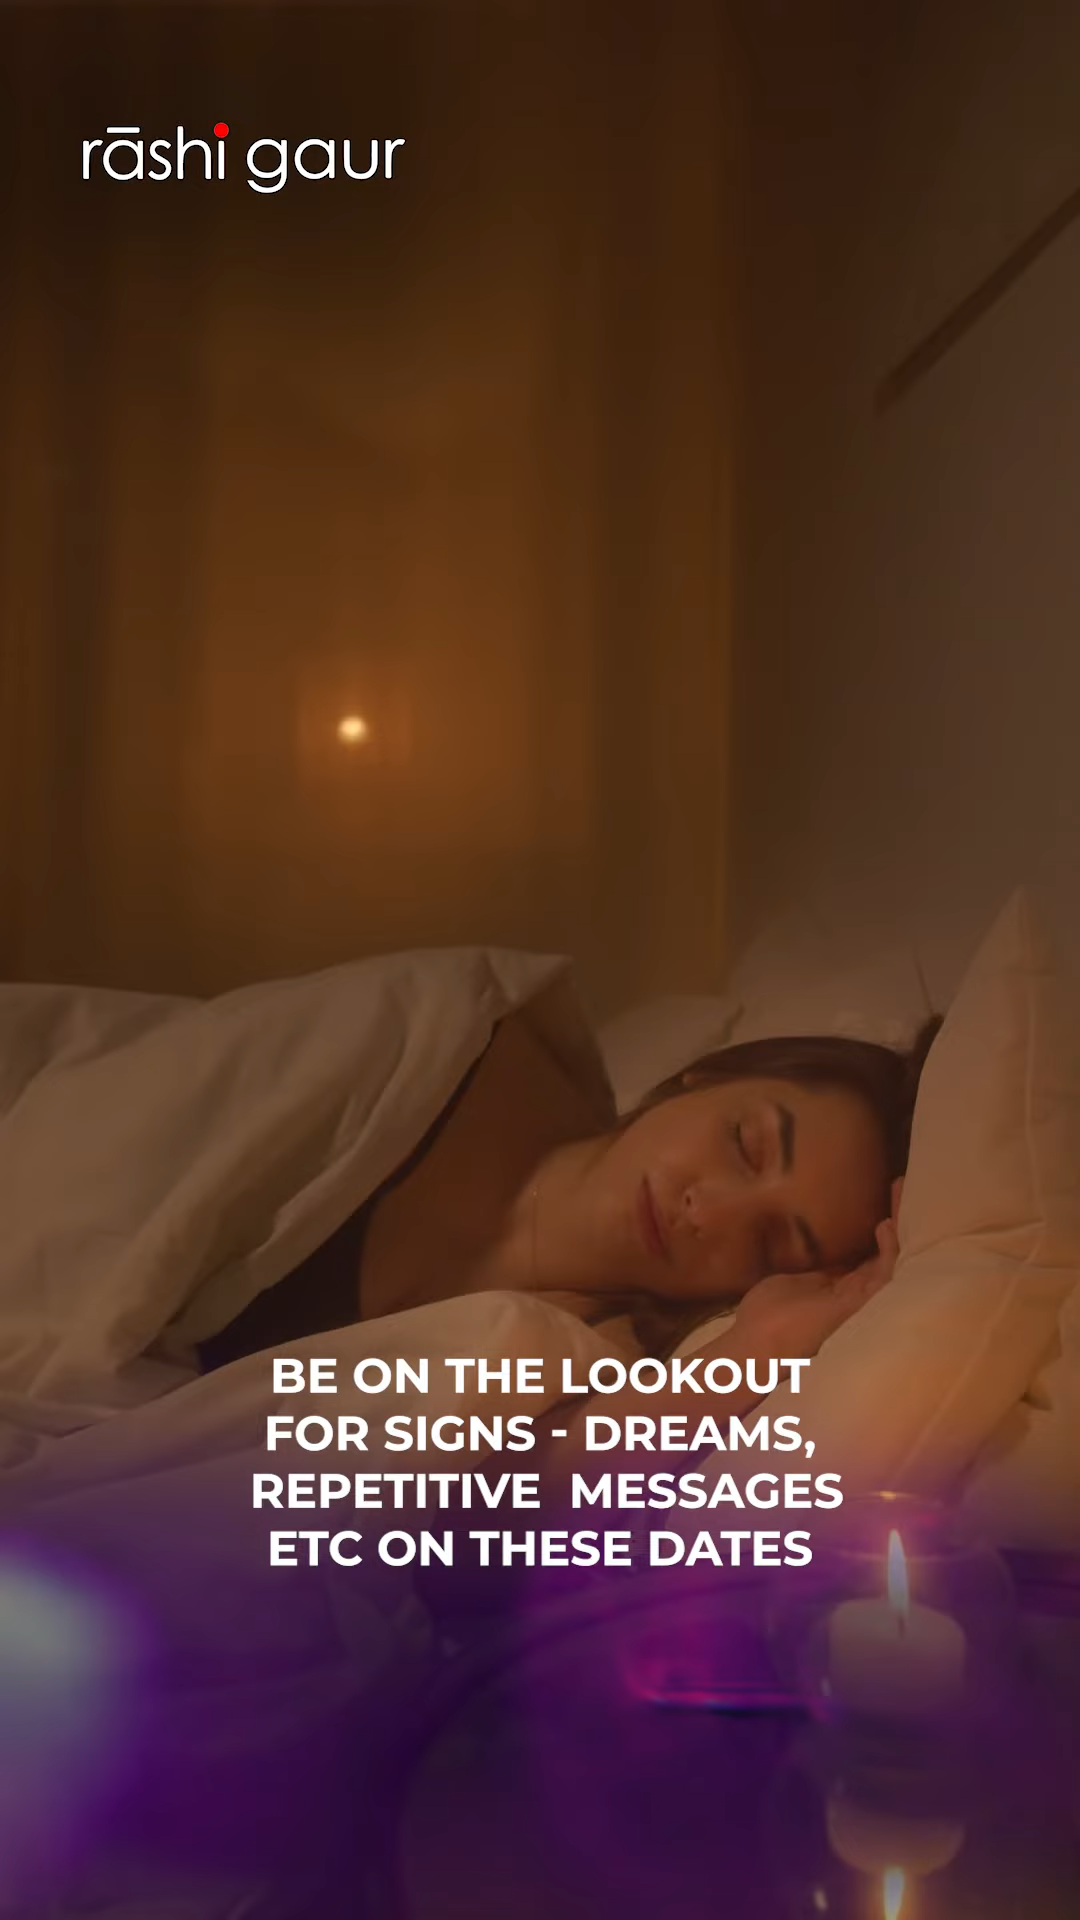 rāshi gaur
BE ON THE LOOKOUT
FOR SIGNS - DREAMS,
REPETITIVE  MESSAGES
ETC ON THESE DATES